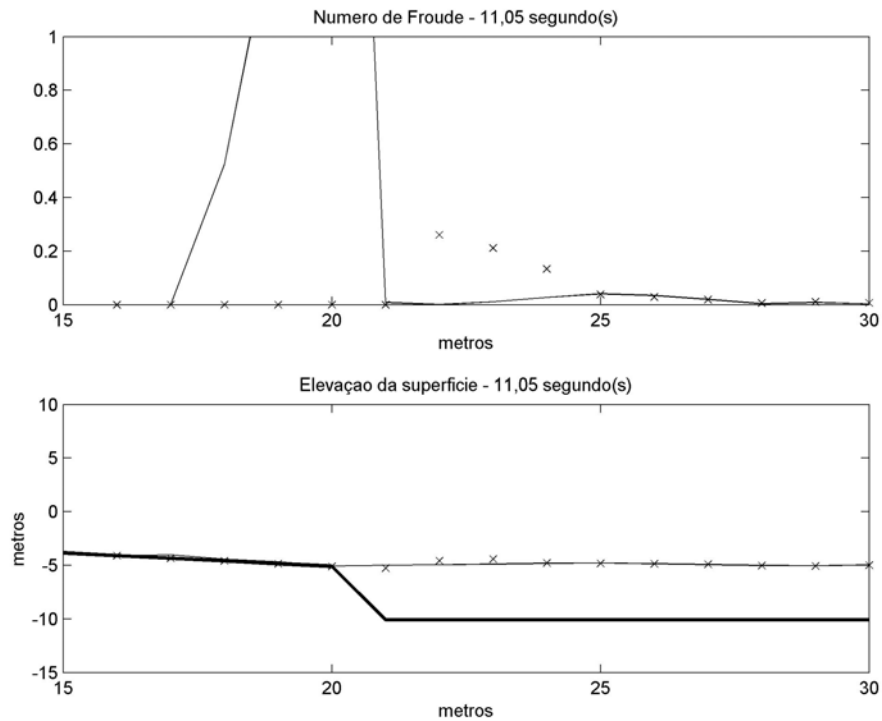 Numero de Froude - 11,05 segundo(s)
1
0.8
0.6
0.4
0.2
0
15 20 25 30
metros
Elevaçao da superficie - 11,05 segundo(s)
10
5
0
-5
-10
-15
metros
15 20 25 30
metros